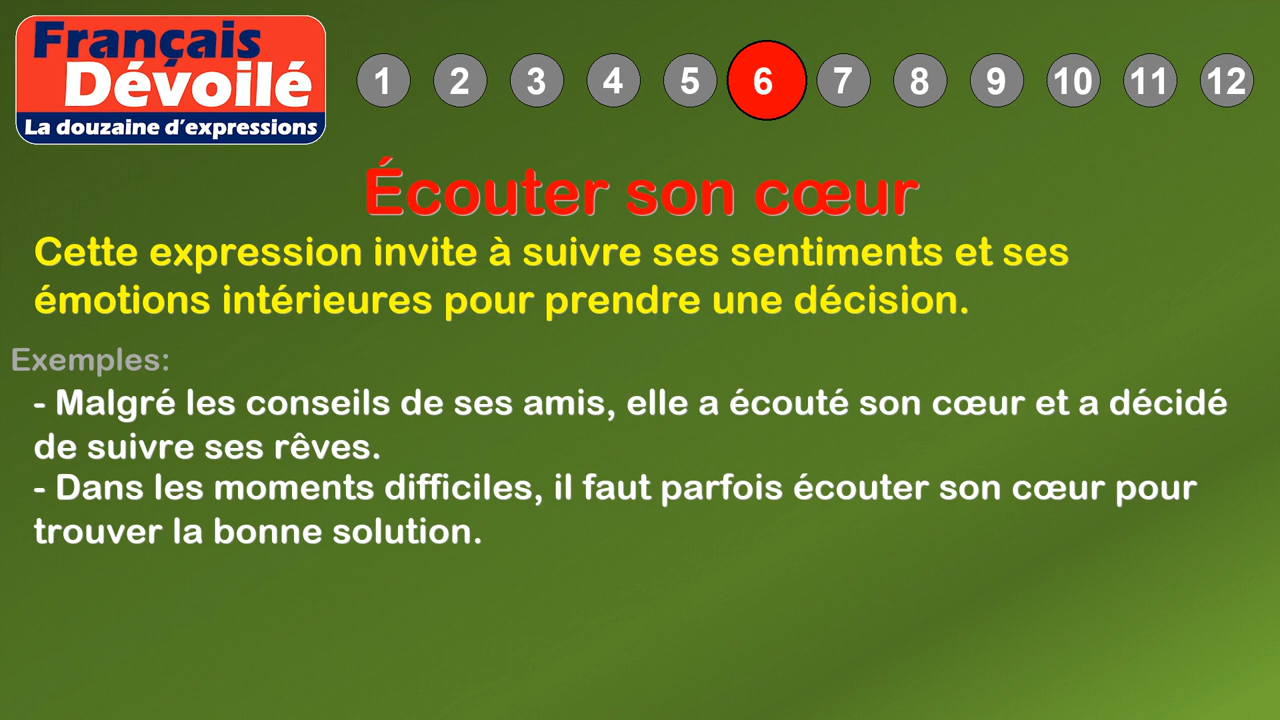 Français
Dévoilé
La douzaine d'expressions
1 2 3 4 5 6 7 8 9 10 11 12
Écouter son cœur
Cette expression invite à suivre ses sentiments et ses
émotions intérieures pour prendre une décision.
Exemples:
- Malgré les conseils de ses amis, elle a écouté son cœur et a décidé
de suivre ses rêves.
- Dans les moments difficiles, il faut parfois écouter son cœur pour
trouver la bonne solution.